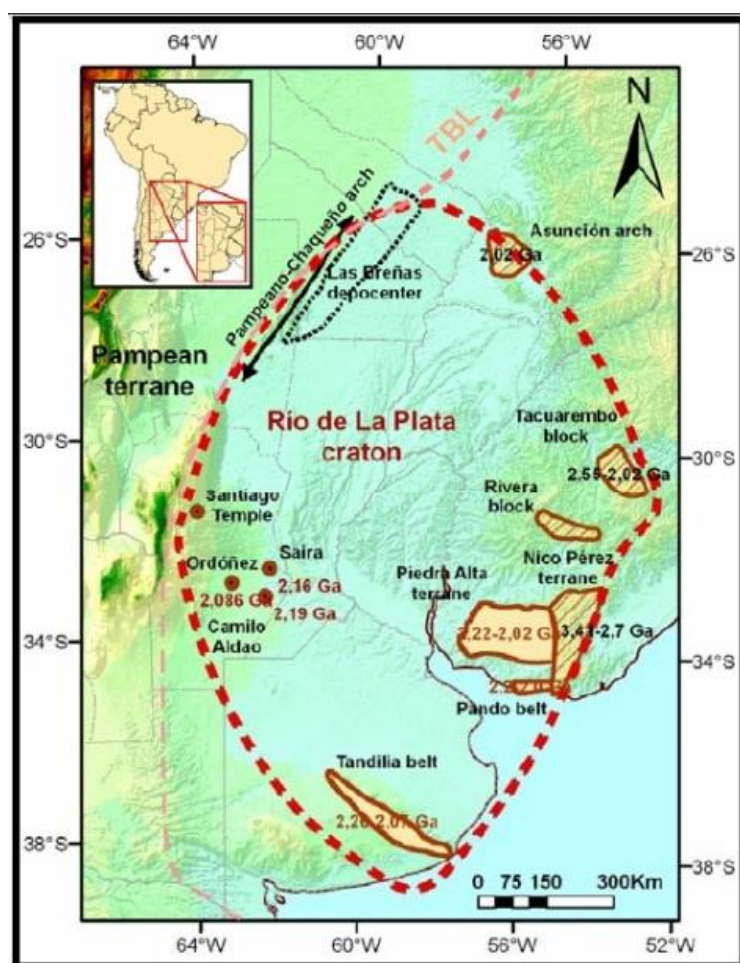 64°W 60°W 56°W
N
TBL
Pampeano-Chaqueño arch
Asunción arch
26°S 26°S
2,02 Ga
Las Breñas
depocenter
Pampean
terrane
Río de La Plata
craton
Tacuarembo
block
30°S 30°S
2,55-2,02 Ga
Santiago
Temple
Rivera
block
Ordóñez Saira
Nico Pérez
terrane
Piedra Alta
terrane
2,16 Ga
2,086 Ga
2,19 Ga
Camilo
Aldao
2,22-2,02 Ga 3,41-2,7 Ga
34°S 34°S
Pando belt
Tandilia belt
2,26-2,07 Ga
38°S 38°S
0 75 150 300Km
64°W 60°W 56°W 52°W